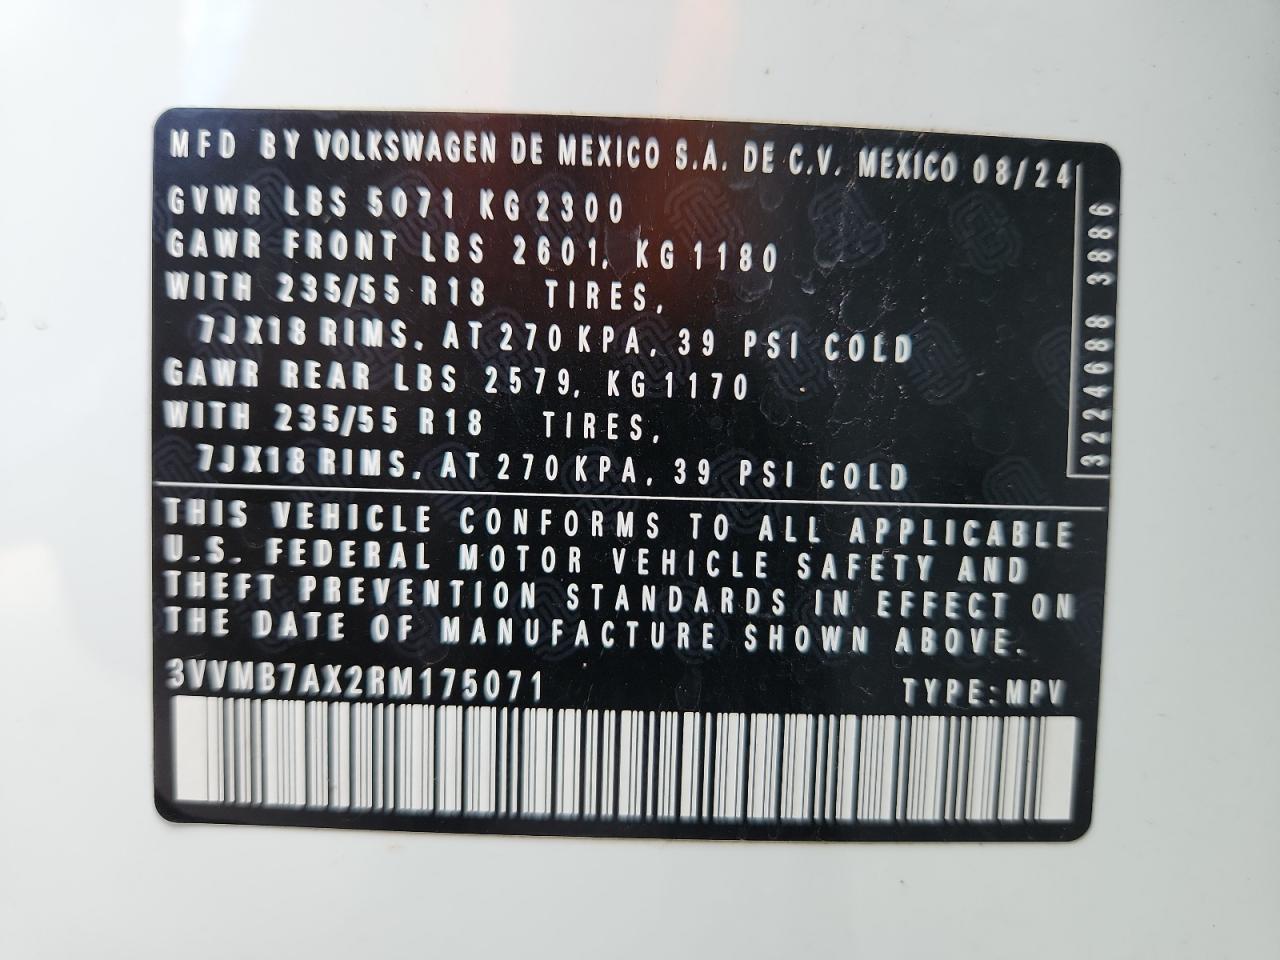 MFD BY VOLKSWAGEN DE MEXICO S.A. DE C.V. MEXICO 08/24
GVWR LBS 5071 KG 2300
GAWR FRONT LBS 2601, KG 1180
WITH 235/55 R18 TIRES,
7JX18 RIMS, AT 270 KPA, 39 PSI COLD
GAWR REAR LBS 2579, KG 1170
WITH 235/55 R18 TIRES,
7JX18 RIMS, AT 270 KPA, 39 PSI COLD
3224688 3886
THIS VEHICLE CONFORMS TO ALL APPLICABLE
U.S. FEDERAL MOTOR VEHICLE SAFETY AND
THEFT PREVENTION STANDARDS IN EFFECT ON
THE DATE OF MANUFACTURE SHOWN ABOVE.
3VVMB7AX2RM175071 TYPE: MPV